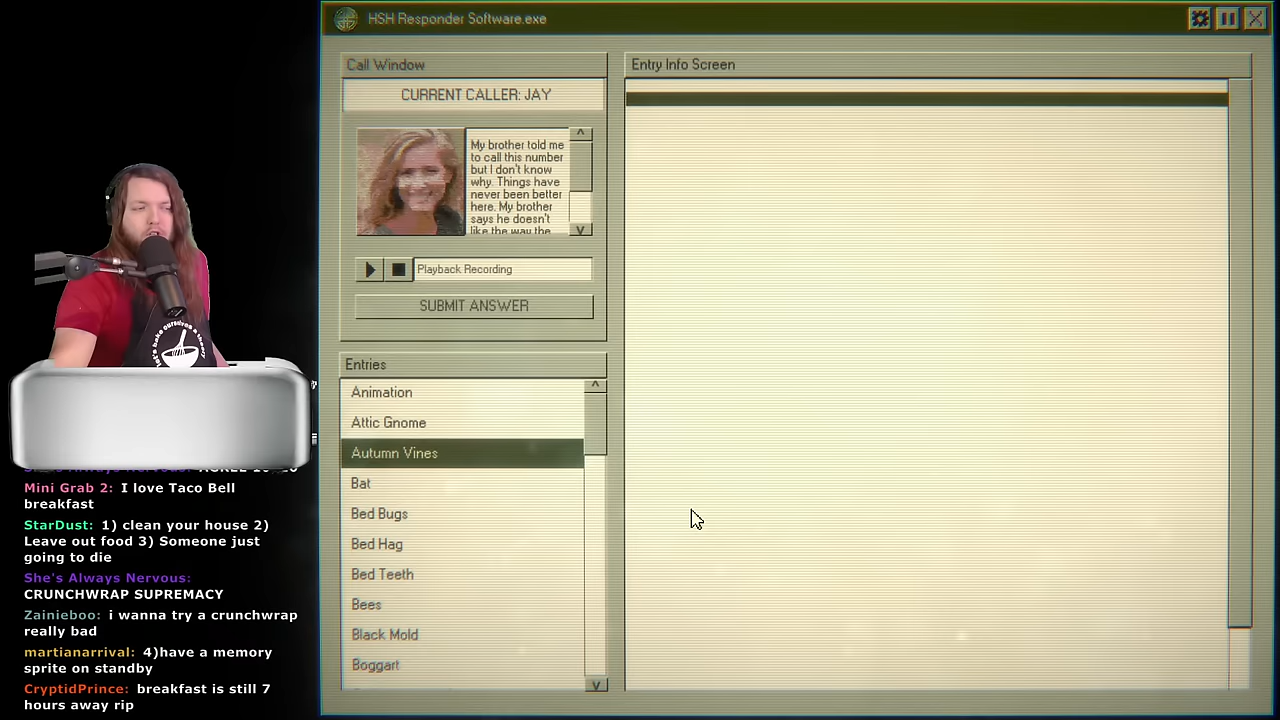 HSH Responder Software.exe
Call Window
CURRENT CALLER: JAY
My brother told me
to call this number
but I don't know
why. Things have
never been better
here. My brother
says he doesn't
like the way the
Playback Recording
SUBMIT ANSWER
Entries
Animation
Attic Gnome
Autumn Vines
Bat
Bed Bugs
Bed Hag
Bed Teeth
Bees
Black Mold
Boggart
Entry Info Screen
Mini Grab 2: I love Taco Bell
breakfast
StarDust: 1) clean your house 2)
Leave out food 3) Someone just
going to die
She's Always Nervous:
CRUNCHWRAP SUPREMACY
Zainieboo: i wanna try a crunchwrap
really bad
martianarrival: 4)have a memory
sprite on standby
CryptidPrince: breakfast is still 7
hours away rip